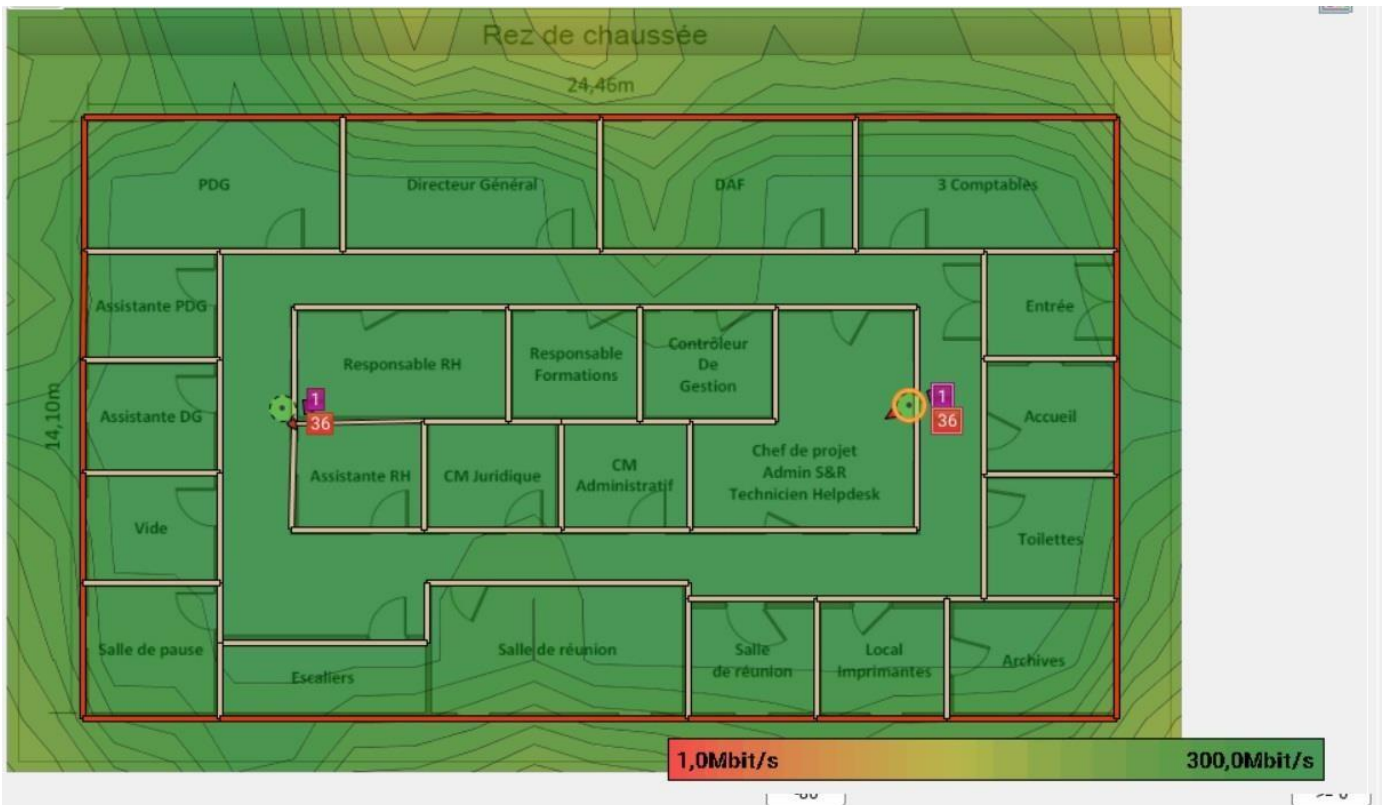 Rez de chaussée
24,46m
PDG
Directeur Général
DAF
3 Comptables
Assistante PDG
Entrée
Responsable RH
Responsable
Formations
Contrôleur
De
Gestion
14,10m
Assistante DG
1
36
1
36
Accueil
Assistante RH
CM Juridique
CM
Administratif
Chef de projet
Admin S&R
Technicien Helpdesk
Vide
Toilettes
Salle de pause
Escaliers
Salle de réunion
Salle
de réunion
Local
Imprimantes
Archives
1,0Mbit/s
300,0Mbit/s